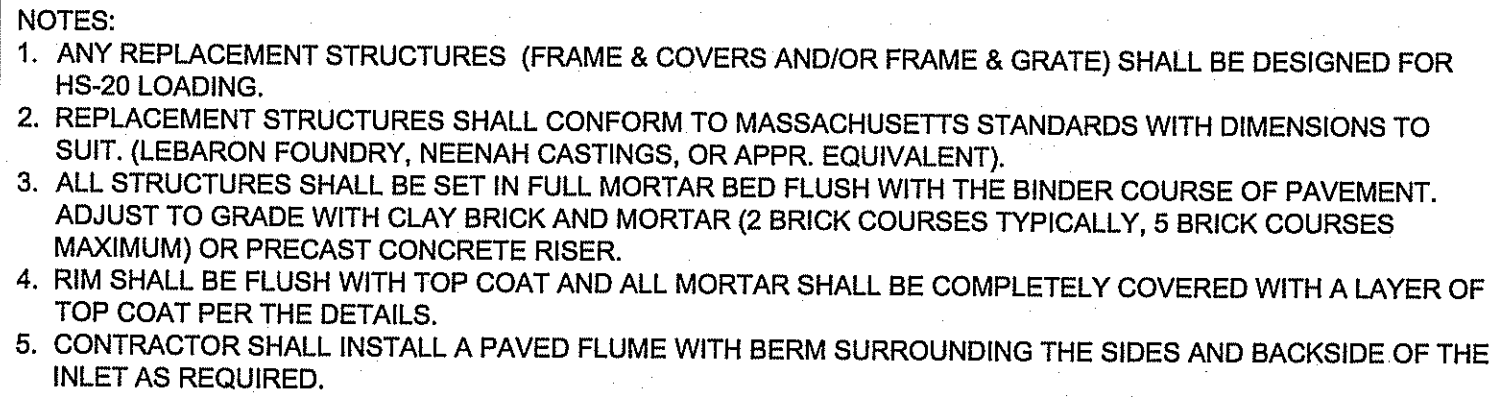 NOTES:
1. ANY REPLACEMENT STRUCTURES (FRAME & COVERS AND/OR FRAME & GRATE) SHALL BE DESIGNED FOR
HS-20 LOADING.
2. REPLACEMENT STRUCTURES SHALL CONFORM TO MASSACHUSETTS STANDARDS WITH DIMENSIONS TO
SUIT. (LEBARON FOUNDRY, NEENAH CASTINGS, OR APPR. EQUIVALENT).
3. ALL STRUCTURES SHALL BE SET IN FULL MORTAR BED FLUSH WITH THE BINDER COURSE OF PAVEMENT.
ADJUST TO GRADE WITH CLAY BRICK AND MORTAR (2 BRICK COURSES TYPICALLY, 5 BRICK COURSES
MAXIMUM) OR PRECAST CONCRETE RISER.
4. RIM SHALL BE FLUSH WITH TOP COAT AND ALL MORTAR SHALL BE COMPLETELY COVERED WITH A LAYER OF
TOP COAT PER THE DETAILS.
5. CONTRACTOR SHALL INSTALL A PAVED FLUME WITH BERM SURROUNDING THE SIDES AND BACKSIDE OF THE
INLET AS REQUIRED.